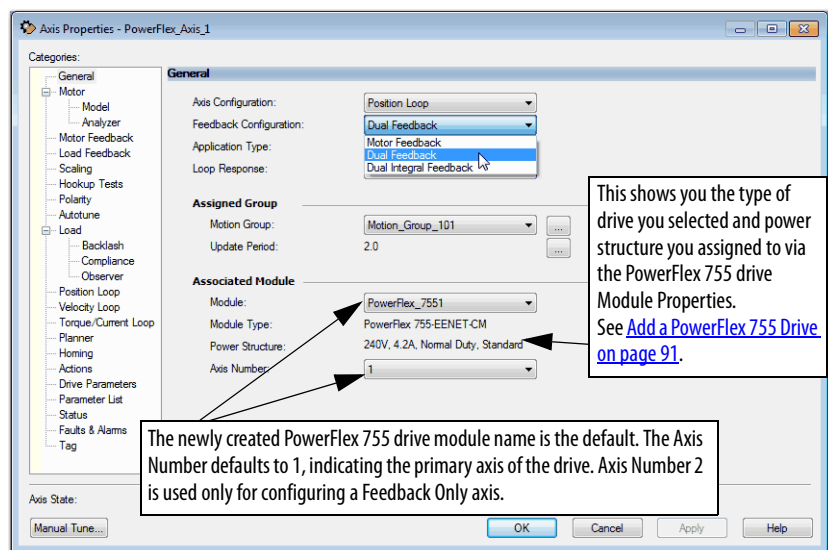 Axis Properties - PowerFlex_Axis_1
Categories:
General
Motor
Model
Analyzer
Motor Feedback
Load Feedback
Scaling
Hookup Tests
Polarity
Autotune
Load
Backlash
Compliance
Observer
Position Loop
Velocity Loop
Torque/Current Loop
Planner
Homing
Actions
Drive Parameters
Parameter List
Status
Faults & Alarms
Tag
General
Axis Configuration: Position Loop
Feedback Configuration: Dual Feedback
Motor Feedback
Dual Feedback
Dual Integral Feedback
Application Type:
Loop Response:
Assigned Group
Motion Group: Motion_Group_101 ...
Update Period: 2.0 ...
Associated Module
Module: PowerFlex_7551
Module Type: PowerFlex 755-EENET-CM
Power Structure: 240V, 4.2A, Normal Duty, Standard
Axis Number: 1
This shows you the type of
drive you selected and power
structure you assigned to via
the PowerFlex 755 drive
Module Properties.
See Add a PowerFlex 755 Drive
on page 91.
The newly created PowerFlex 755 drive module name is the default. The Axis
Number defaults to 1, indicating the primary axis of the drive. Axis Number 2
is used only for configuring a Feedback Only axis.
Axis State:
Manual Tune... OK Cancel Apply Help